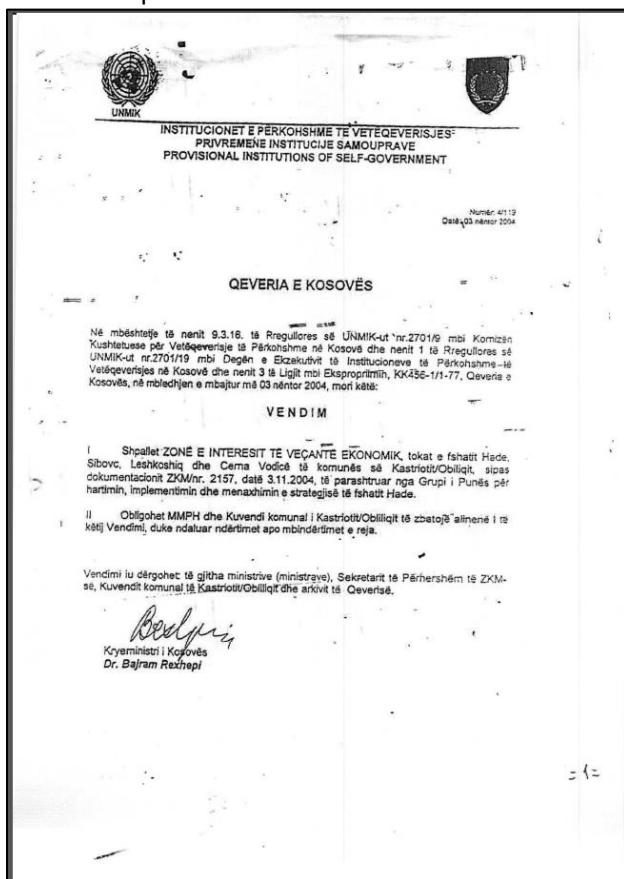 UNMIK
INSTITUCIONET E PËRKOHSHME TË VETËQEVERISJES
PRIVREMENE INSTITUCIJE SAMOUPRAVE
PROVISIONAL INSTITUTIONS OF SELF-GOVERNMENT
Numër: 4/119
Datë: 03 nëntor 2004
QEVERIA E KOSOVËS
Në mbështetje të nenit 9.3.16. të Rregullores së UNMIK-ut nr.2701/9 mbi Kornizën
Kushtetuese për Vetëqeverisje të Përkohshme në Kosovë dhe nenit 1 të Rregullores së
UNMIK-ut nr.2701/19 mbi Degën e Ekzekutivit të Institucioneve të Përkohshme të
Vetëqeverisjes në Kosovë dhe nenit 3 të Ligjit mbi Ekspropriimin, Qeveria e
Kosovës, në mbledhjen e mbajtur më 03 nëntor 2004, mori këtë:
VENDIM
I Shpallet ZONË E INTERESIT TË VEÇANTË EKONOMIK, tokat e fshatit Hade,
Sibovc, Leshkoshiq dhe Cerna Vodicë të komunës së Kastriotit/Obiliqit, sipas
dokumentacionit ZKM/nr. 2157, datë 3.11.2004, të parashtruar nga Grupi i Punës për
hartimin, implementimin dhe menaxhimin e strategjisë të fshatit Hade.
II Obligohet MMPH dhe Kuvendi komunal i Kastriotit/Obiliqit të zbatojë alinenë I të
këtij Vendimi, duke ndaluar ndërtimet apo mbindërtimet e reja.
Vendimi iu dërgohet të gjitha ministrive (ministrave), Sekretarit të Përhershëm të ZKM-
së, Kuvendit komunal të Kastriotit/Obiliqit dhe arkivit të Qeverisë.
Kryeministri i Kosovës
Dr. Bajram Rexhepi
= 1 =